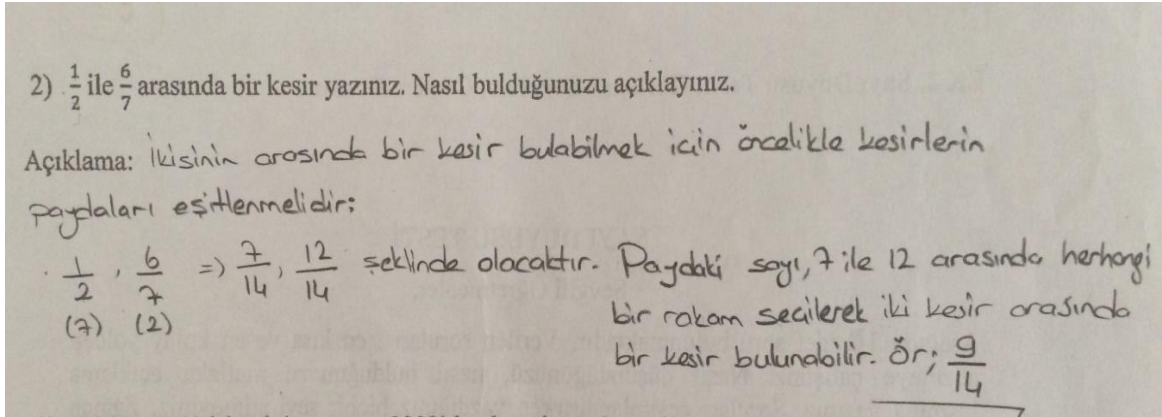 2) 1/2 ile 6/7 arasında bir kesir yazınız. Nasıl bulduğunuzu açıklayınız.
Açıklama: İkisinin arasında bir kesir bulabilmek için öncelikle kesirlerin
paydaları eşitlenmelidir:
1/2 , 6/7 => 7/14, 12/14 şeklinde olacaktır. Paydaki sayı, 7 ile 12 arasında herhangi
(7) (2) bir rakam seçilerek iki kesir arasında
bir kesir bulunabilir. Ör; 9/14